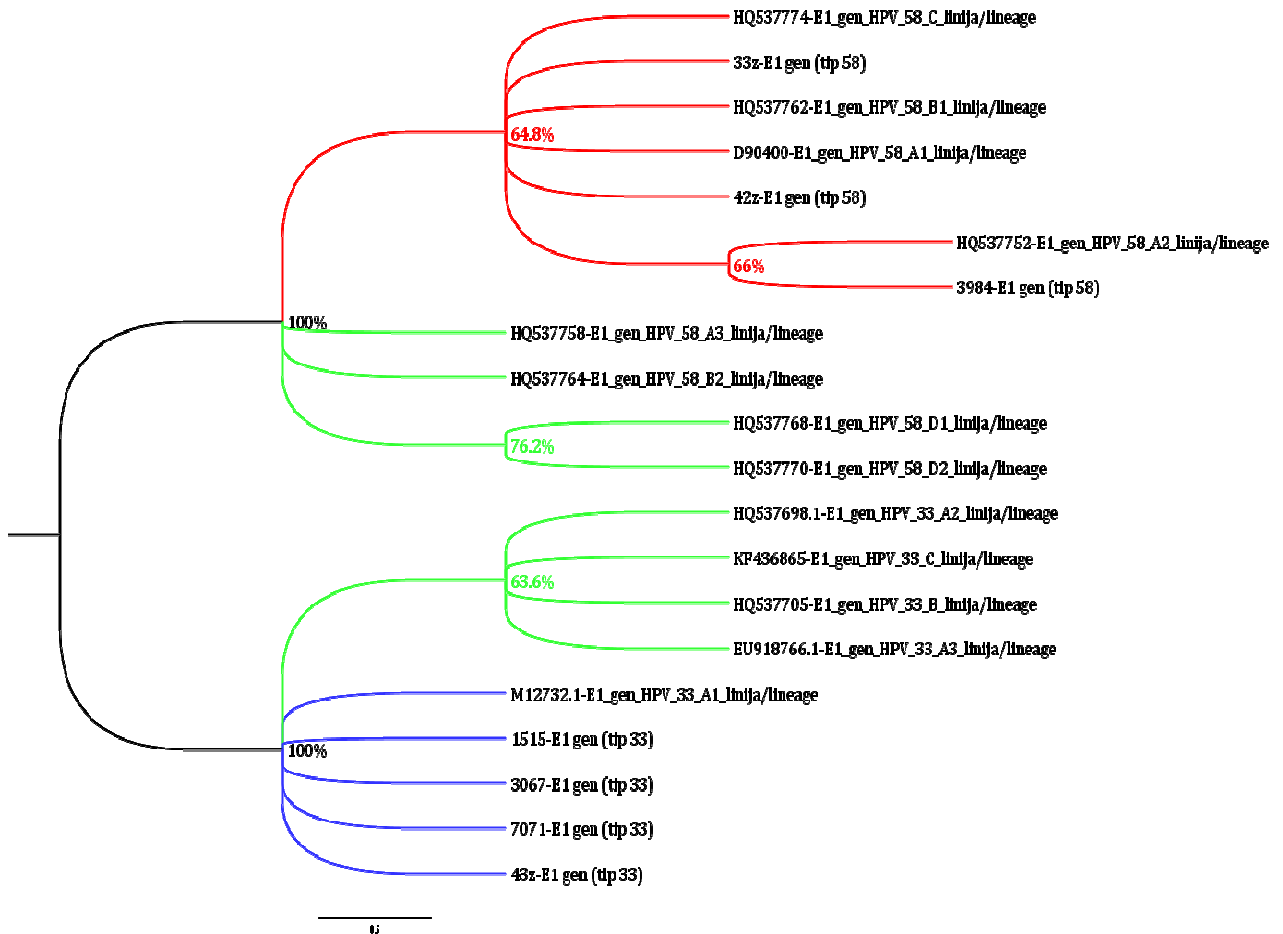 HQ537774-E1_gen_HPV_58_C_linija/lineage
33z-E1 gen (tip 58)
HQ537762-E1_gen_HPV_58_B1_linija/lineage
64.8%
D90400-E1_gen_HPV_58_A1_linija/lineage
42z-E1 gen (tip 58)
HQ537752-E1_gen_HPV_58_A2_linija/lineage
66%
3984-E1 gen (tip 58)
100%
HQ537758-E1_gen_HPV_58_A3_linija/lineage
HQ537764-E1_gen_HPV_58_B2_linija/lineage
HQ537768-E1_gen_HPV_58_D1_linija/lineage
76.2%
HQ537770-E1_gen_HPV_58_D2_linija/lineage
HQ537698.1-E1_gen_HPV_33_A2_linija/lineage
KF436865-E1_gen_HPV_33_C_linija/lineage
63.6%
HQ537705-E1_gen_HPV_33_B_linija/lineage
EU918766.1-E1_gen_HPV_33_A3_linija/lineage
M12732.1-E1_gen_HPV_33_A1_linija/lineage
1515-E1 gen (tip 33)
100%
3067-E1 gen (tip 33)
7071-E1 gen (tip 33)
43z-E1 gen (tip 33)